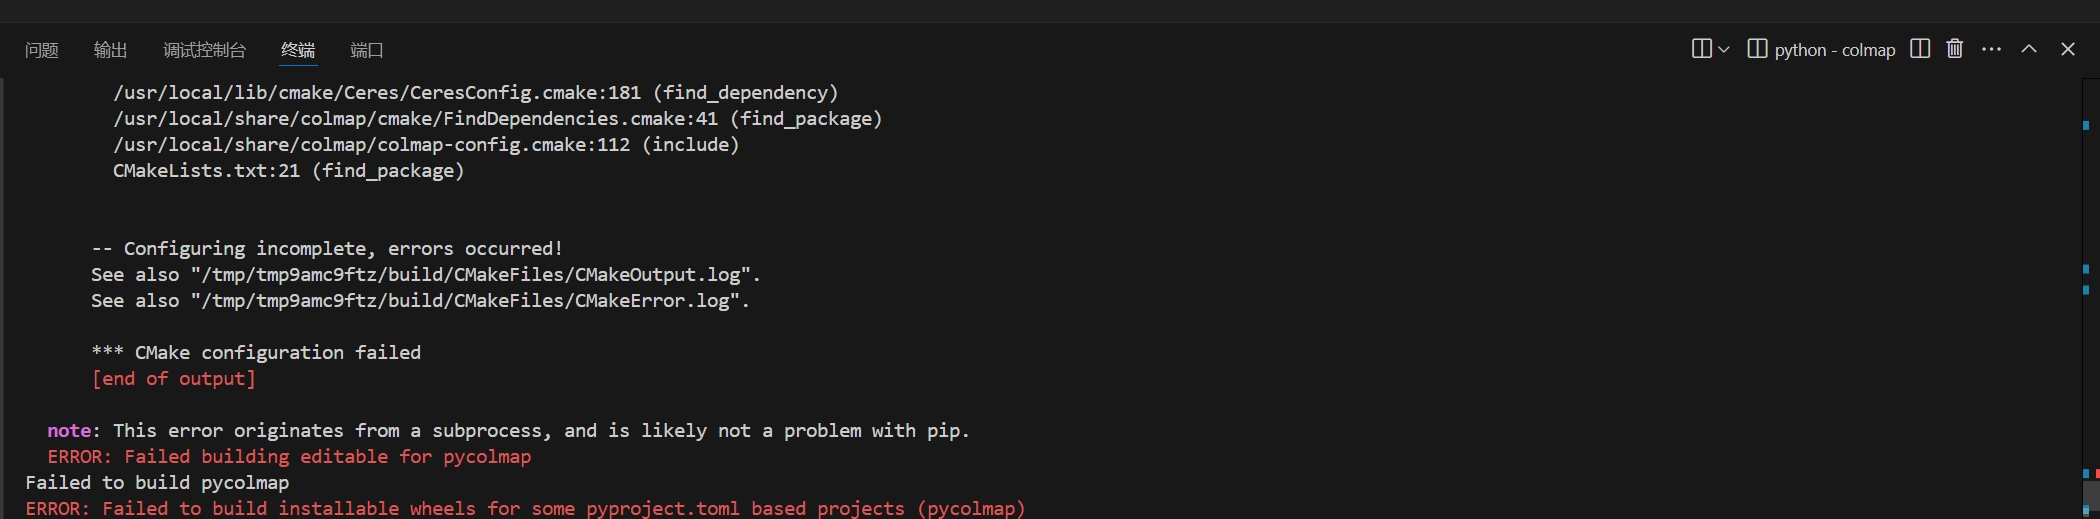 问题 输出 调试控制台 终端 端口 python - colmap
/usr/local/lib/cmake/Ceres/CeresConfig.cmake:181 (find_dependency)
/usr/local/share/colmap/cmake/FindDependencies.cmake:41 (find_package)
/usr/local/share/colmap/colmap-config.cmake:112 (include)
CMakeLists.txt:21 (find_package)
-- Configuring incomplete, errors occurred!
See also "/tmp/tmp9amc9ftz/build/CMakeFiles/CMakeOutput.log".
See also "/tmp/tmp9amc9ftz/build/CMakeFiles/CMakeError.log".
*** CMake configuration failed
[end of output]
note: This error originates from a subprocess, and is likely not a problem with pip.
ERROR: Failed building editable for pycolmap
Failed to build pycolmap
ERROR: Failed to build installable wheels for some pyproject.toml based projects (pycolmap)